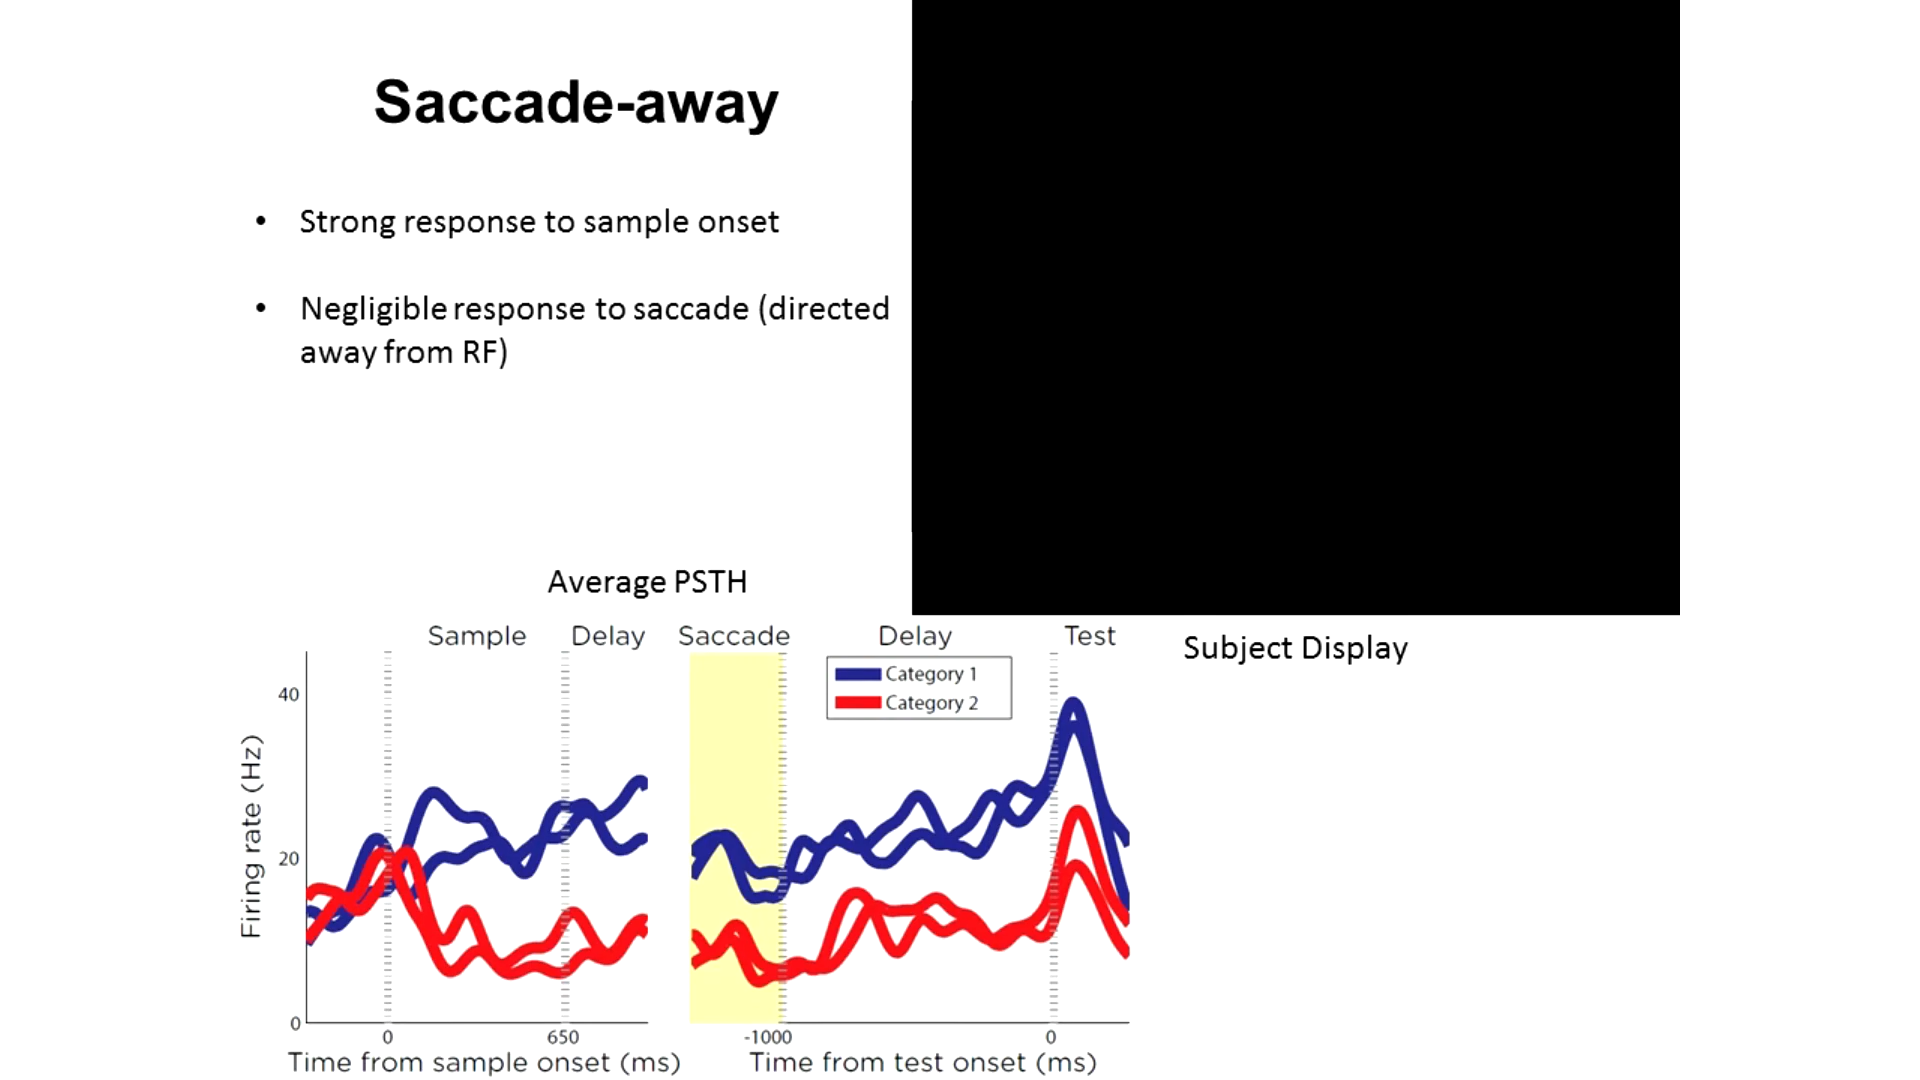 Saccade-away
• Strong response to sample onset
• Negligible response to saccade (directed
away from RF)
Average PSTH
Sample Delay Saccade Delay Test
Subject Display
Category 1
Category 2
40
20
0
Firing rate (Hz)
0 650 -1000 0
Time from sample onset (ms) Time from test onset (ms)